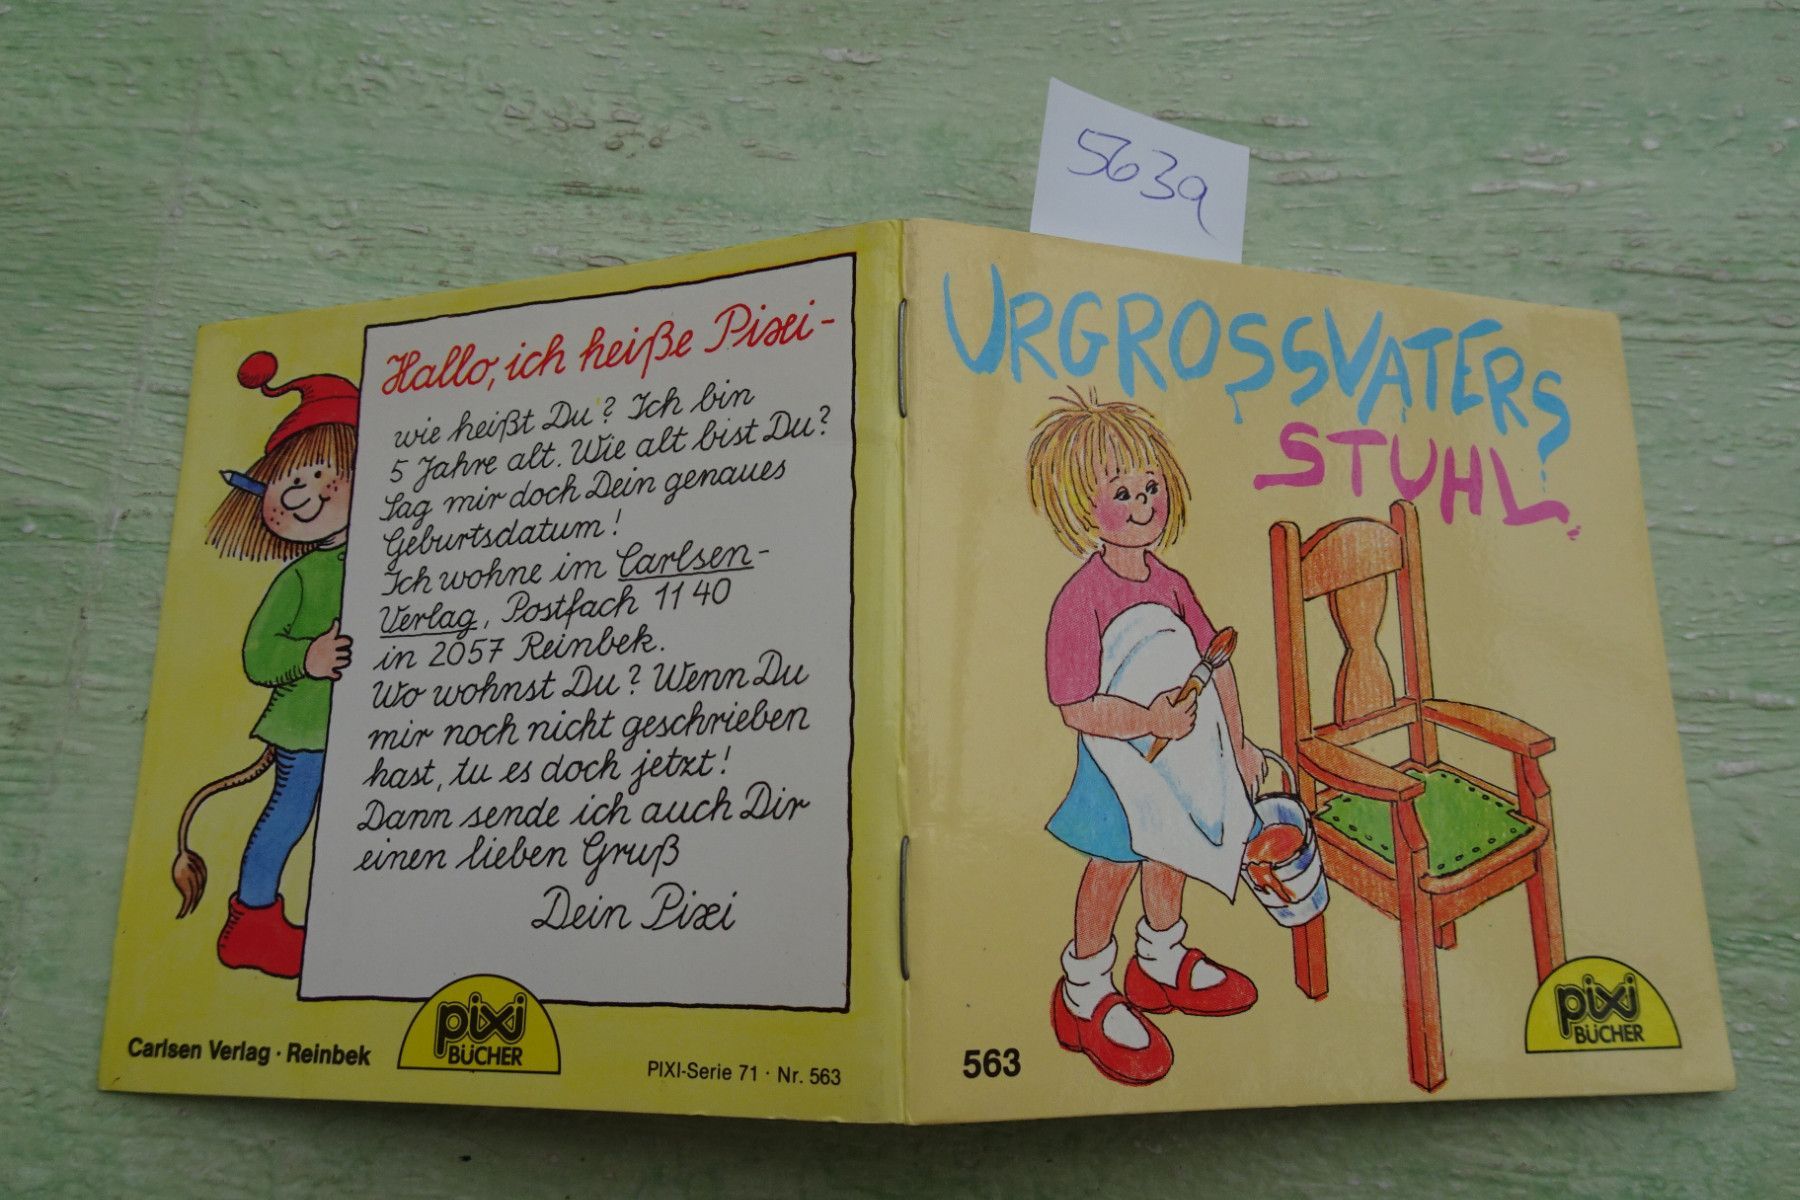 563a
Hallo, ich heiße Pixi-
wie heißt Du? Ich bin
5 Jahre alt. Wie alt bist Du?
Sag mir doch Dein genaues
Geburtsdatum!
Ich wohne im Carlsen-
Verlag, Postfach 11 40
in 2057 Reinbek.
Wo wohnst Du? Wenn Du
mir noch nicht geschrieben
hast, tu es doch jetzt!
Dann sende ich auch Dir
einen lieben Gruß
Dein Pixi
Carlsen Verlag · Reinbek
pixi
BÜCHER
PIXI-Serie 71 · Nr. 563
URGROSSVATERS
STUHL
563
pixi
BÜCHER